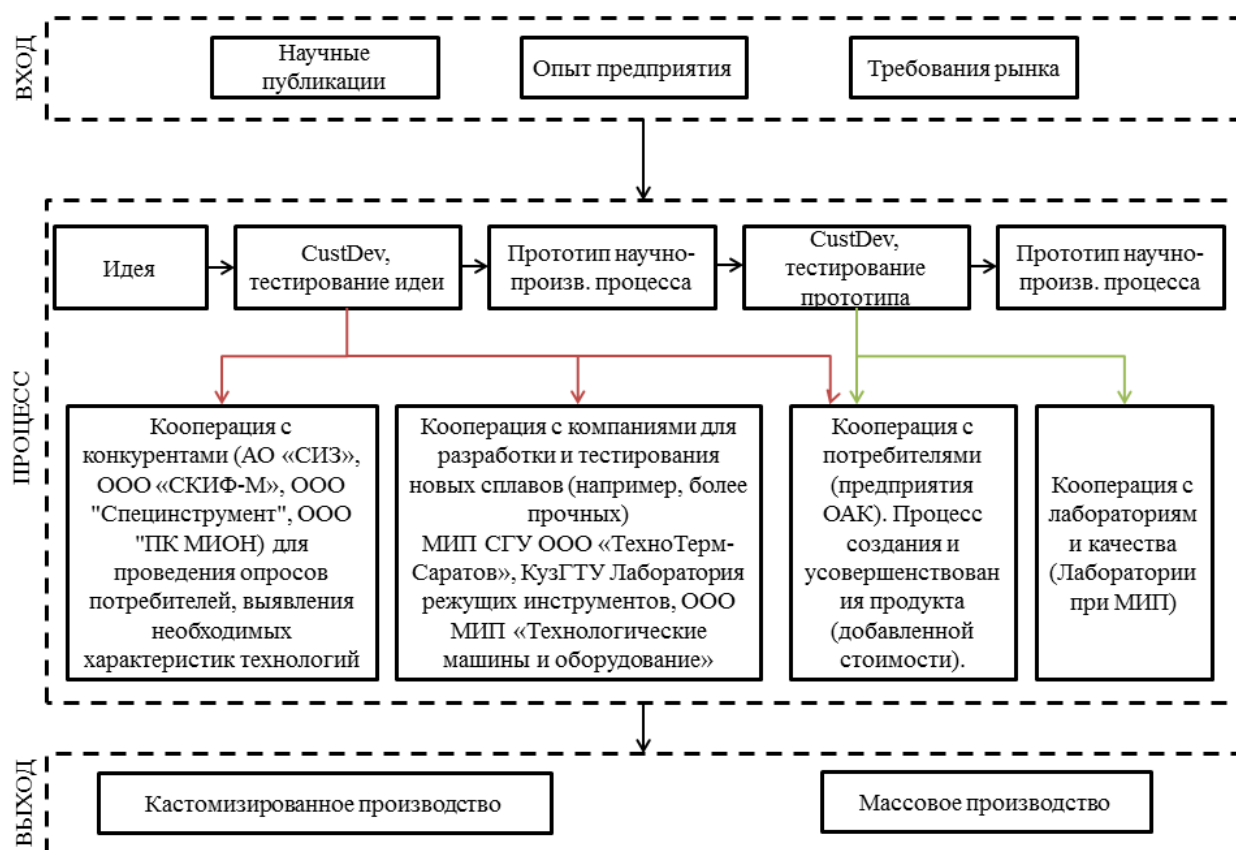 ВХОД
Научные
публикации
Опыт предприятия
Требования рынка
ПРОЦЕСС
Идея
CustDev,
тестирование идеи
Прототип научно-
произв. процесса
CustDev,
тестирование
прототипа
Прототип научно-
произв. процесса
Кооперация с
конкурентами (АО «СИЗ»,
ООО «СКИФ-М», ООО
"Специнструмент", ООО
"ПК МИОН) для
проведения опросов
потребителей, выявления
необходимых
характеристик технологий
Кооперация с компаниями для
разработки и тестирования
новых сплавов (например, более
прочных)
МИП СГУ ООО «ТехноТерм-
Саратов», КузГТУ Лаборатория
режущих инструментов, ООО
МИП «Технологические
машины и оборудование»
Кооперация с
потребителями
(предприятия
ОАК). Процесс
создания и
усовершенствован
ия продукта
(добавленной
стоимости).
Кооперация с
лабораториям
и качества
(Лаборатории
при МИП)
ВЫХОД
Кастомизированное производство
Массовое производство